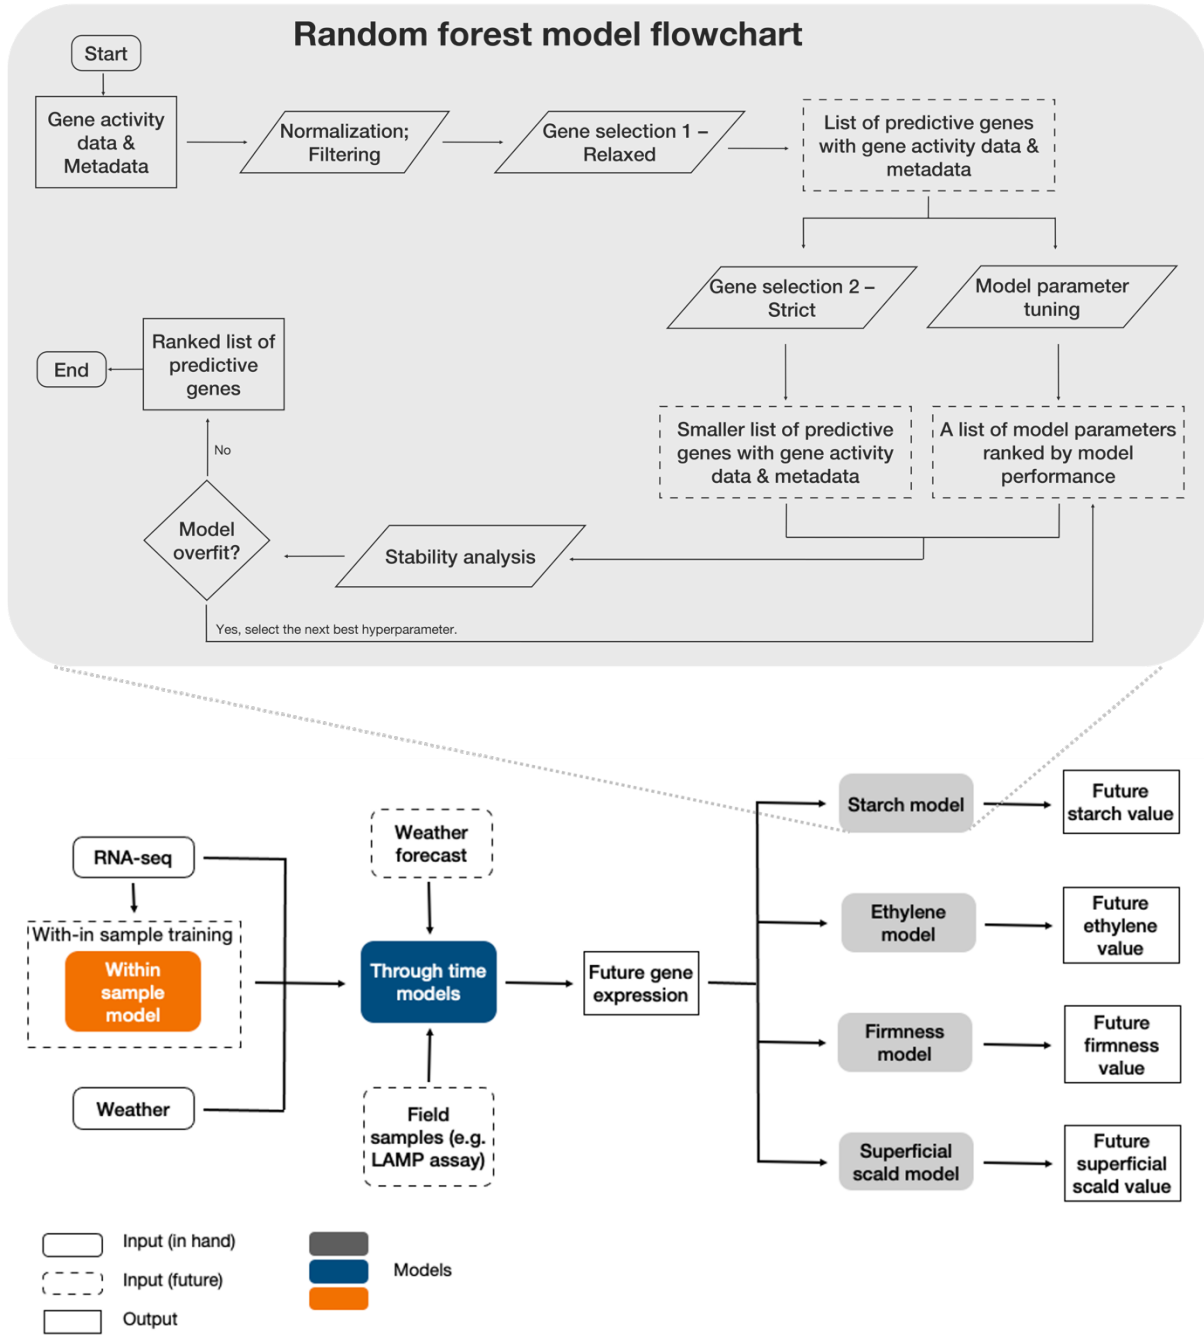 Random forest model flowchart
Start
Gene activity
data &
Metadata
Normalization;
Filtering
Gene selection 1 –
Relaxed
List of predictive genes
with gene activity data &
metadata
Gene selection 2 –
Strict
Model parameter
tuning
Ranked list of
predictive
genes
End
No
Smaller list of predictive
genes with gene activity
data & metadata
A list of model parameters
ranked by model
performance
Model
overfit?
Stability analysis
Yes, select the next best hyperparameter.
RNA-seq
With-in sample training
Within
sample
model
Weather
Weather
forecast
Through time
models
Field
samples (e.g.
LAMP assay)
Future gene
expression
Starch model
Future
starch value
Ethylene
model
Future
ethylene
value
Firmness
model
Future
firmness
value
Superficial
scald model
Future
superficial
scald value
Input (in hand)
Input (future)
Output
Models